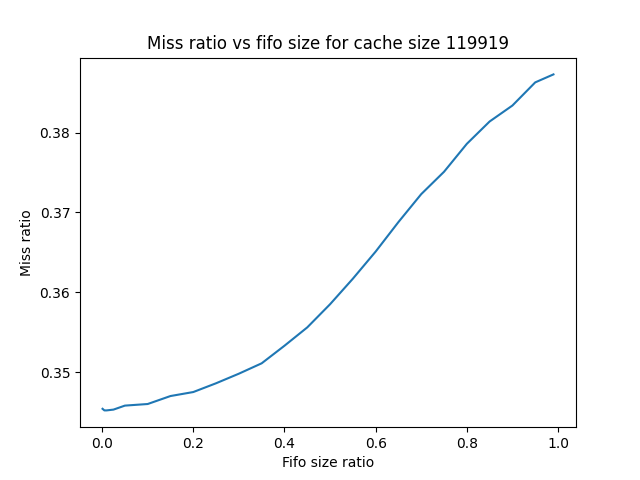 Miss ratio vs fifo size for cache size 119919
Miss ratio
0.38
0.37
0.36
0.35
0.0 0.2 0.4 0.6 0.8 1.0
Fifo size ratio